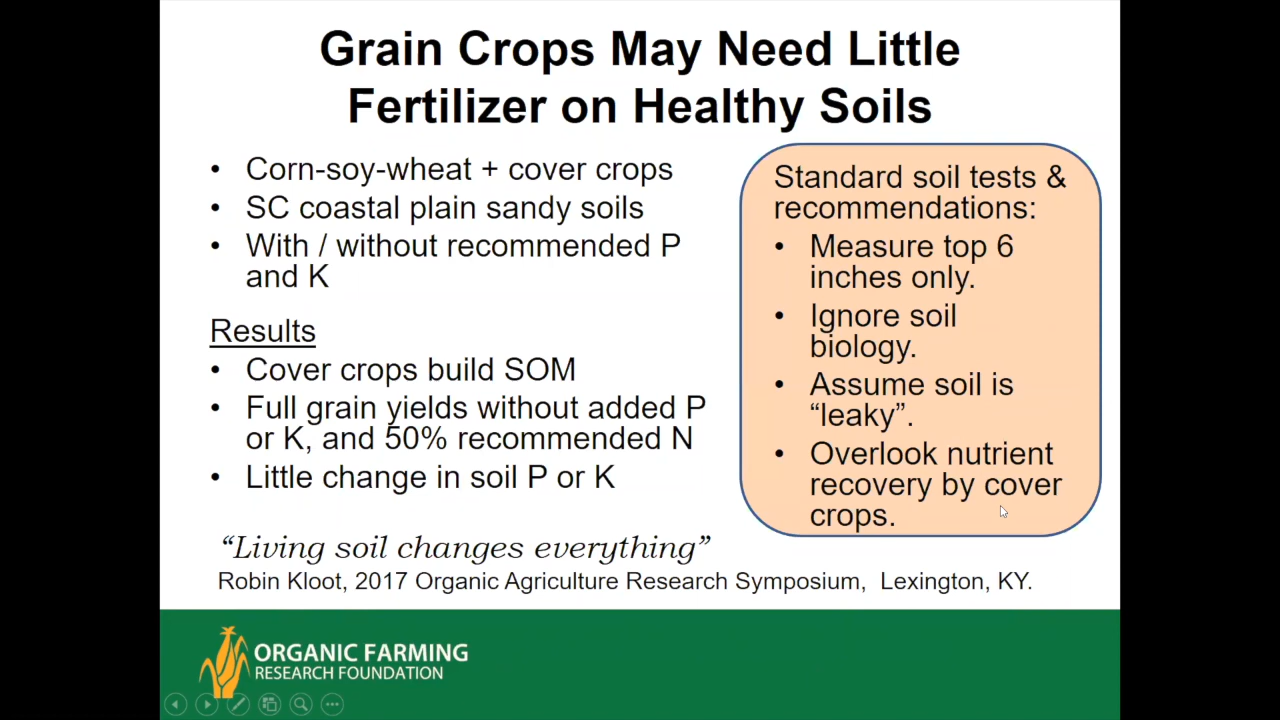 Grain Crops May Need Little
Fertilizer on Healthy Soils
• Corn-soy-wheat + cover crops
• SC coastal plain sandy soils
• With / without recommended P
and K
Results
• Cover crops build SOM
• Full grain yields without added P
or K, and 50% recommended N
• Little change in soil P or K
Standard soil tests &
recommendations:
• Measure top 6
inches only.
• Ignore soil
biology.
• Assume soil is
“leaky”.
• Overlook nutrient
recovery by cover
crops.
“Living soil changes everything”
Robin Kloot, 2017 Organic Agriculture Research Symposium, Lexington, KY.
ORGANIC FARMING
RESEARCH FOUNDATION